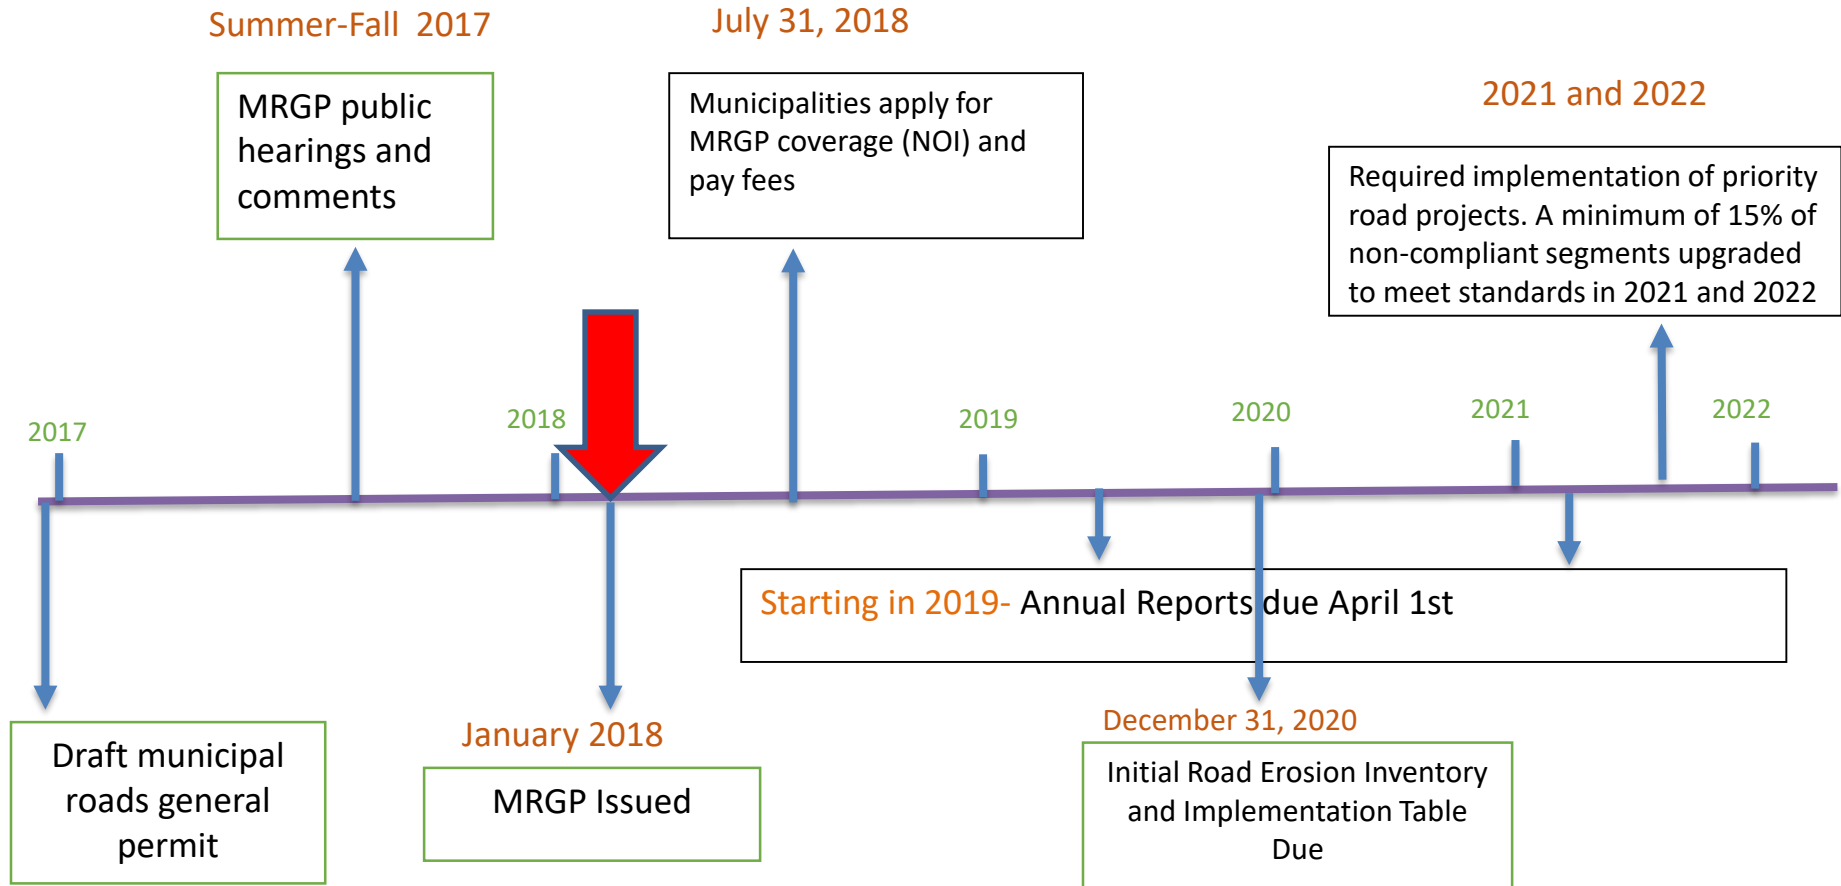 Summer-Fall 2017
July 31, 2018
2021 and 2022
MRGP public
hearings and
comments
Municipalities apply for
MRGP coverage (NOI) and
pay fees
Required implementation of priority
road projects. A minimum of 15% of
non-compliant segments upgraded
to meet standards in 2021 and 2022
2017
2018
2019
2020
2021
2022
Starting in 2019- Annual Reports due April 1st
January 2018
December 31, 2020
Draft municipal
roads general
permit
MRGP Issued
Initial Road Erosion Inventory
and Implementation Table
Due